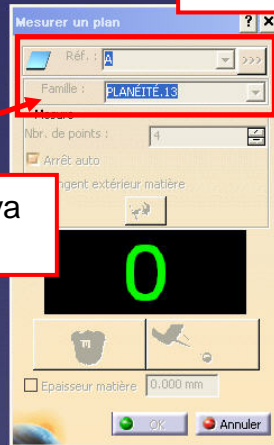 Mesurer un plan
Réf. : A
Famille : PLANÉITÉ.13
Mesure
Nbr. de points : 4
Arrêt auto
ngent extérieur matière
va
0
Epaisseur matière 0.000 mm
OK Annuler